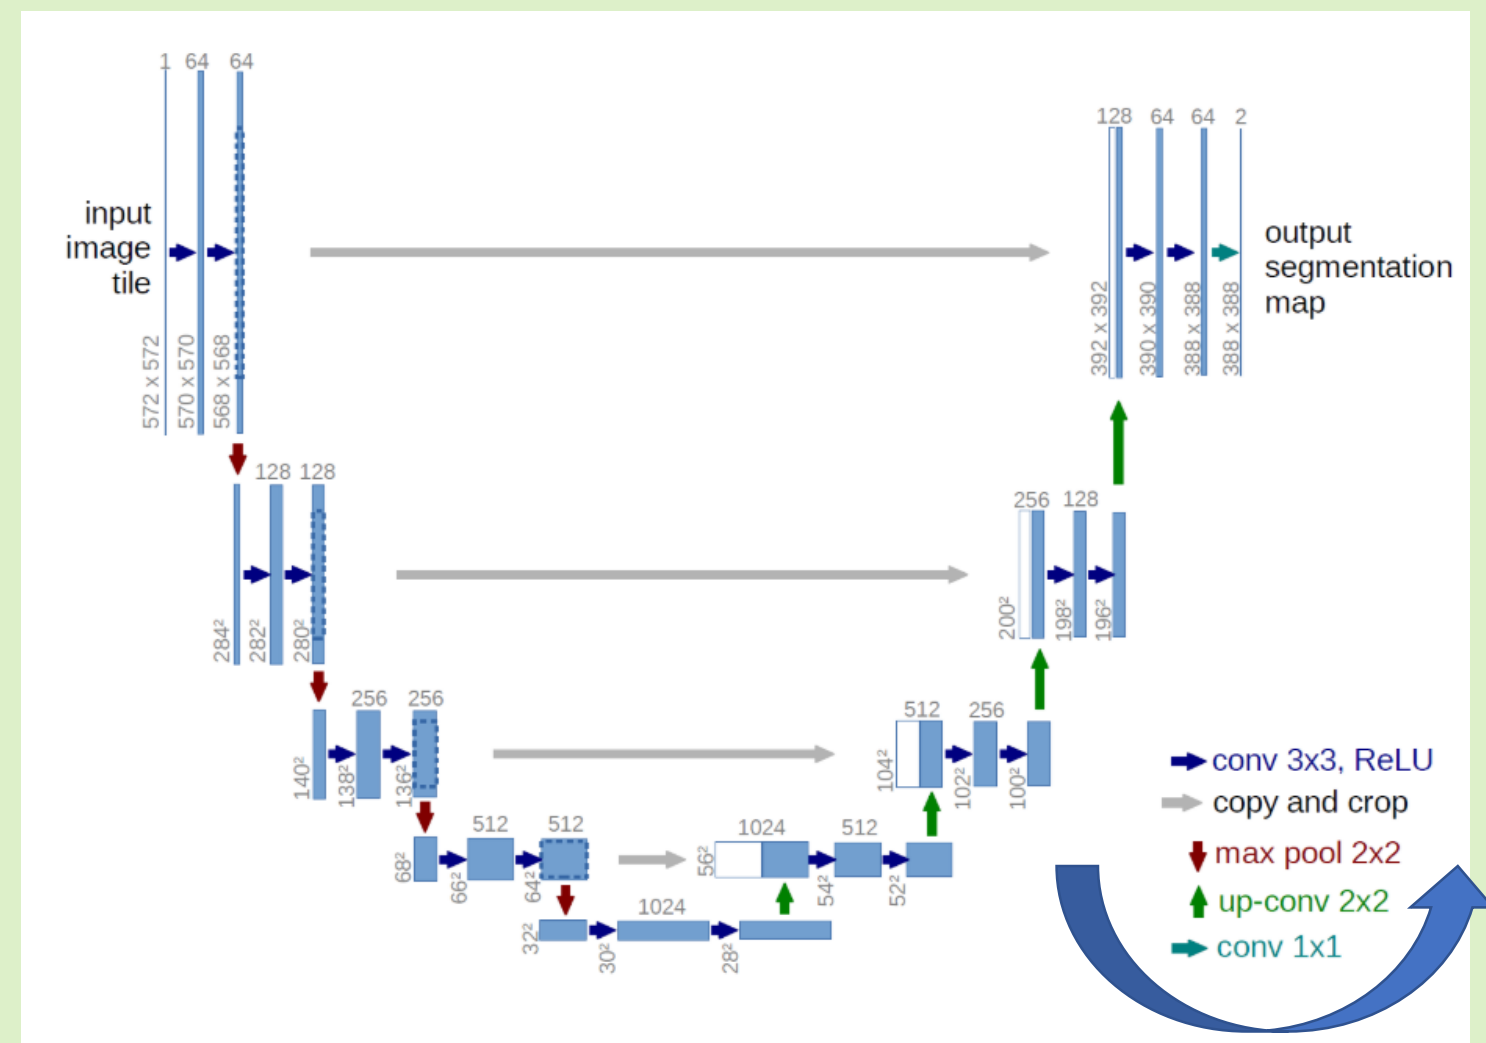 1 64 64
input
image
tile
572 x 572
570 x 570
568 x 568
128 64 64 2
392 x 392
390 x 390
388 x 388
388 x 388
output
segmentation
map
128 128
284²
282²
280²
256 128
200²
198²
196²
256 256
140²
138²
136²
512 256
104²
102²
100²
512 512
68²
66²
64²
1024 512
56²
54²
52²
1024
32²
30²
28²
conv 3x3, ReLU
copy and crop
max pool 2x2
up-conv 2x2
conv 1x1